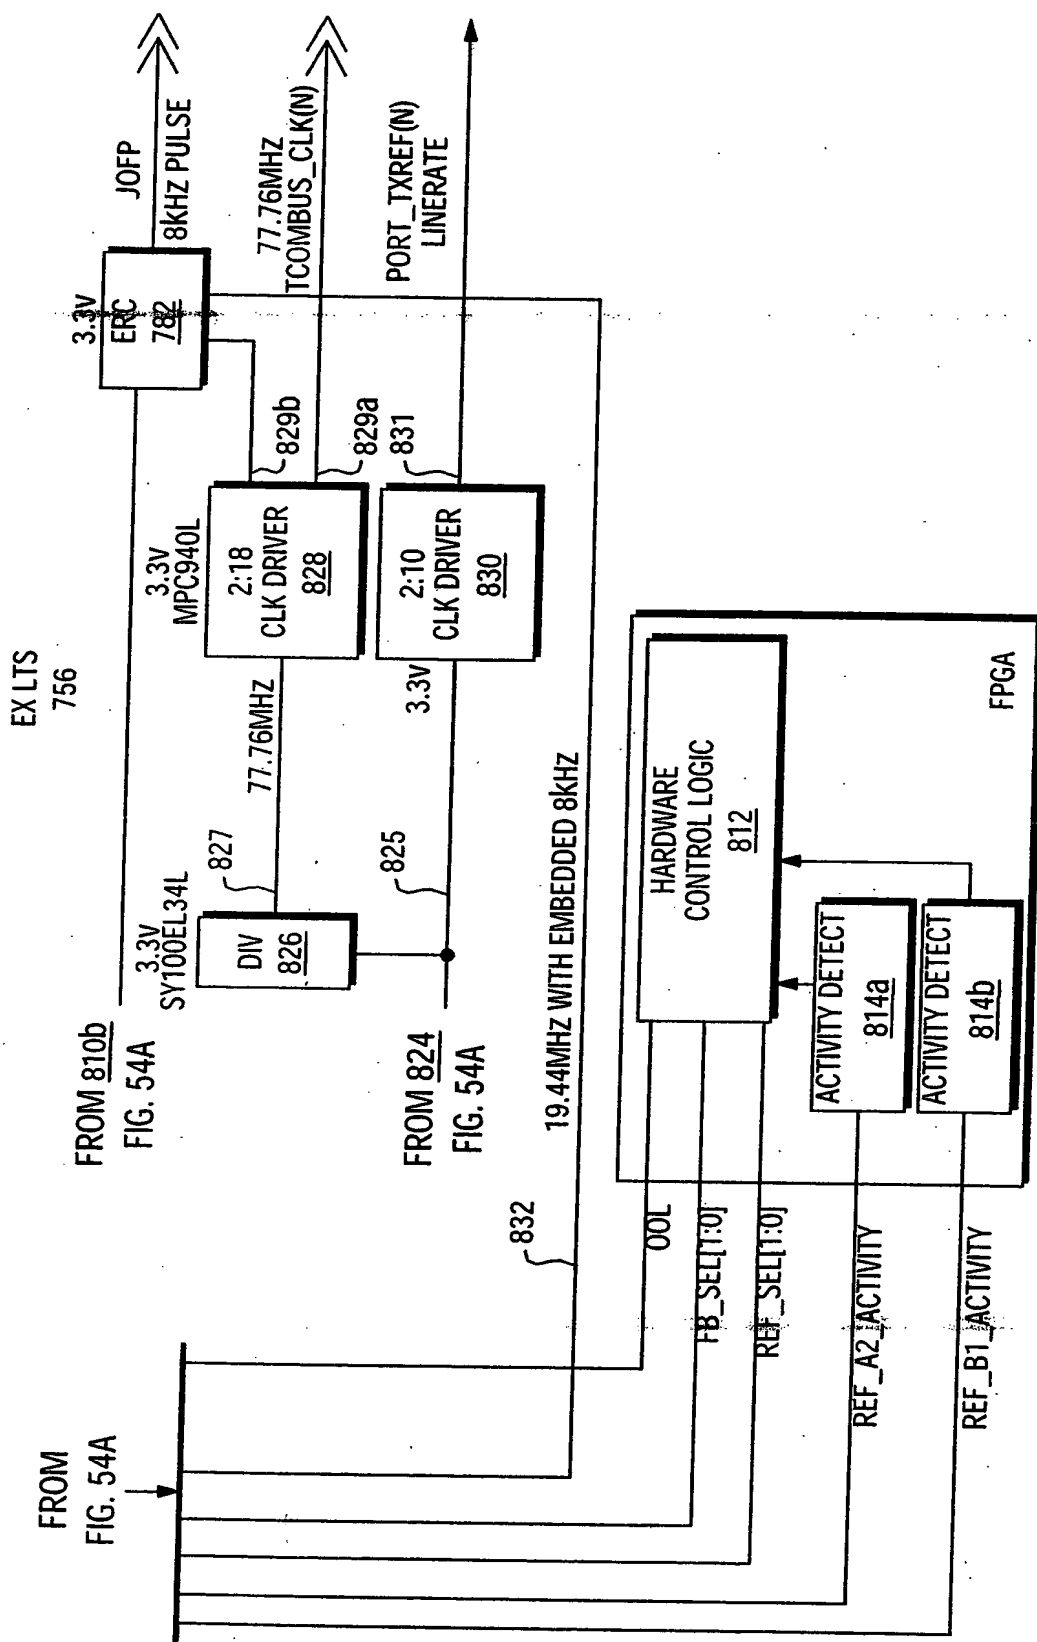 EX LTS
756
FROM 810b
FIG. 54A
3.3V
ERC
782
JOFP
8KHZ PULSE
3.3V
SY100EL34L
DIV
826
827
77.76MHZ
3.3V
MPC940L
2:18
CLK DRIVER
828
829b
829a
77.76MHZ
TCOMBUS_CLK(N)
FROM 824
FIG. 54A
825
3.3V
2:10
CLK DRIVER
830
831
PORT_TXREF(N)
LINERATE
FROM
FIG. 54A
832
19.44MHZ WITH EMBEDDED 8KHZ
OOL
FB_SEL[1:0]
REF_SEL[1:0]
REF_A2_ACTIVITY
REF_B1_ACTIVITY
HARDWARE
CONTROL LOGIC
812
ACTIVITY DETECT
814a
ACTIVITY DETECT
814b
FPGA